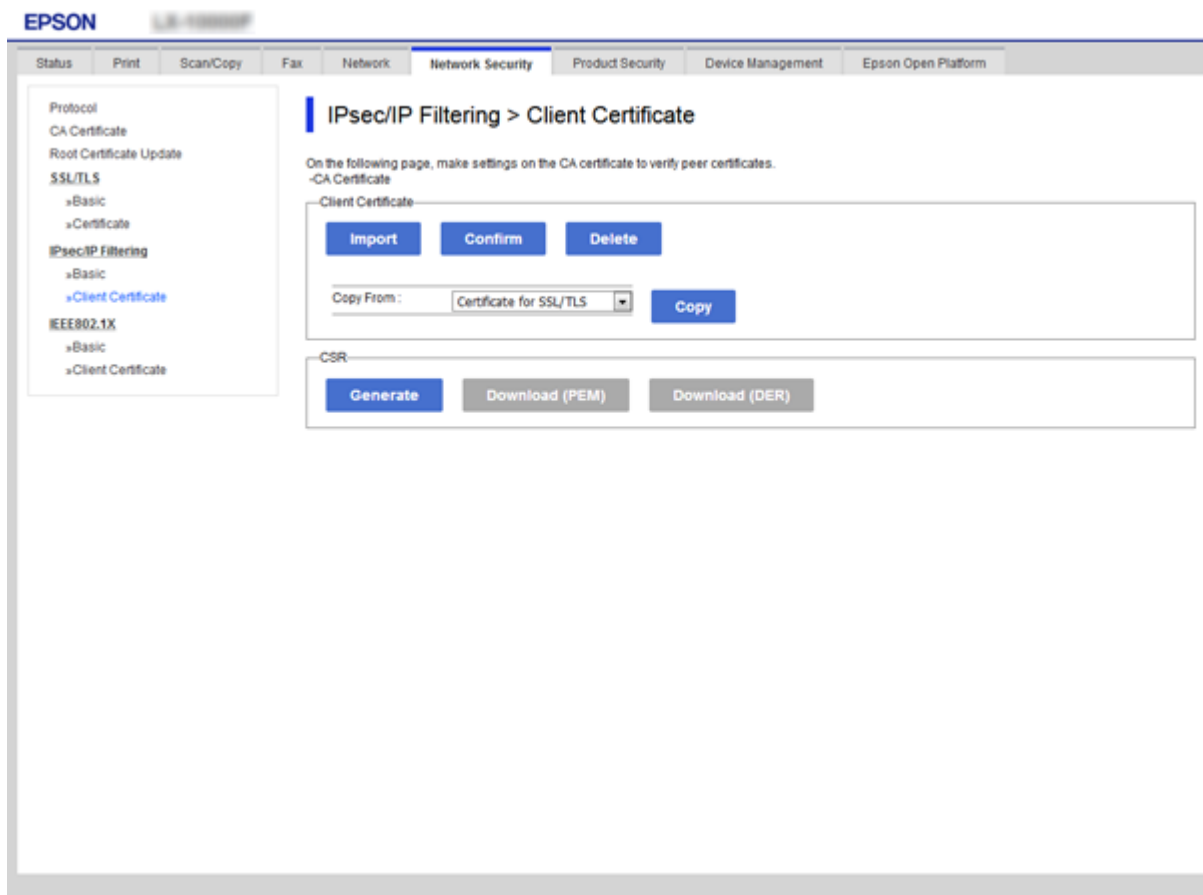 EPSON
Status Print Scan/Copy Fax Network Network Security Product Security Device Management Epson Open Platform
Protocol
CA Certificate
Root Certificate Update
SSL/TLS
»Basic
»Certificate
IPsec/IP Filtering
»Basic
»Client Certificate
IEEE802.1X
»Basic
»Client Certificate
IPsec/IP Filtering > Client Certificate
On the following page, make settings on the CA certificate to verify peer certificates.
-CA Certificate
Client Certificate
Import Confirm Delete
Copy From : Certificate for SSL/TLS Copy
CSR
Generate Download (PEM) Download (DER)